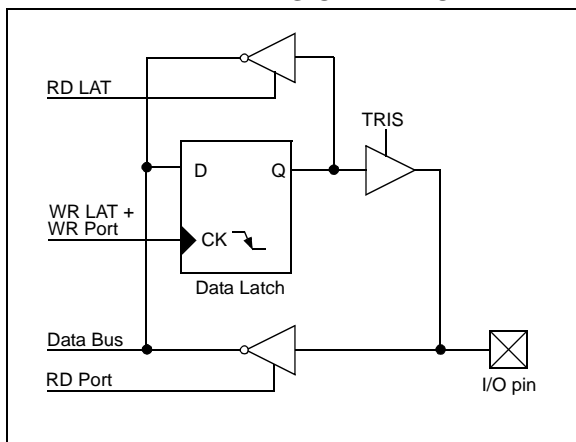 RD LAT
TRIS
D
Q
WR LAT +
WR Port
CK
Data Latch
Data Bus
RD Port
I/O pin